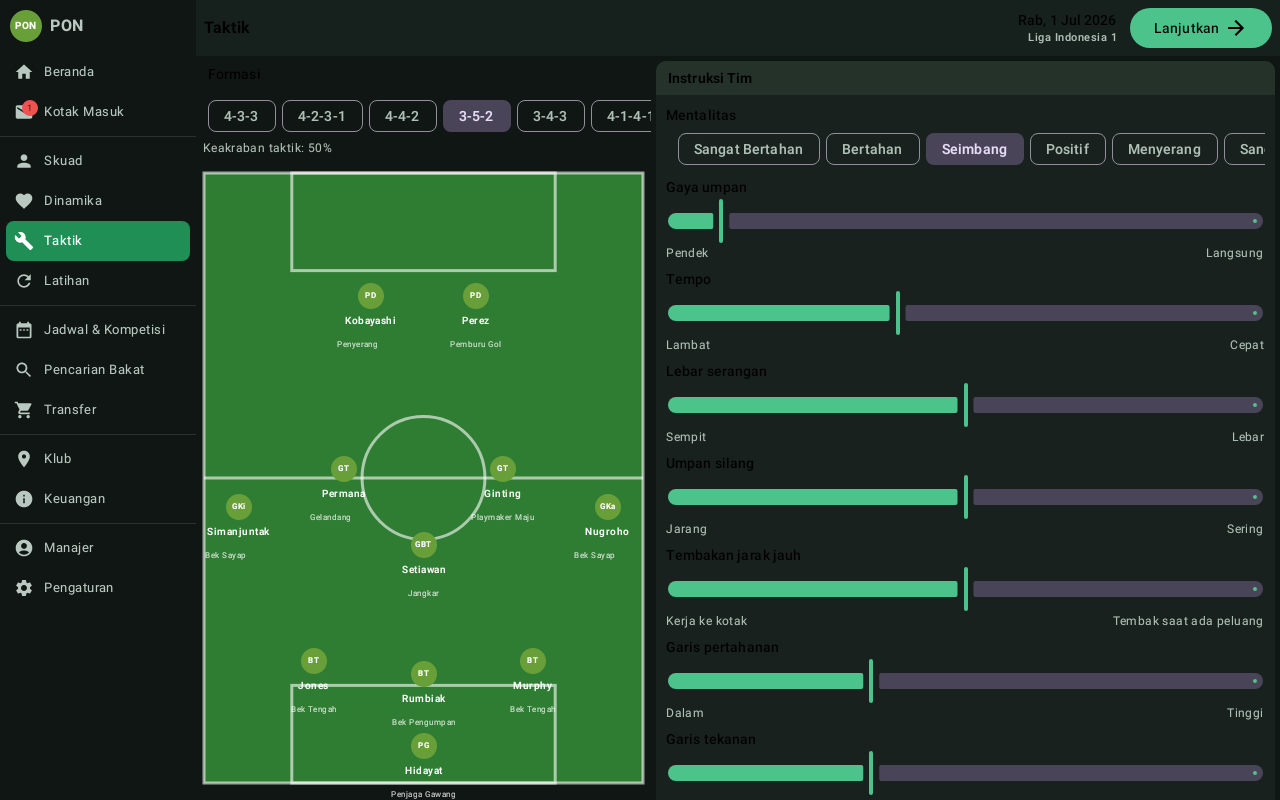 PON PON
Beranda
Kotak Masuk
1
Skuad
Dinamika
Taktik
Latihan
Jadwal & Kompetisi
Pencarian Bakat
Transfer
Klub
Keuangan
Manajer
Pengaturan
Taktik
Rab, 1 Jul 2026
Liga Indonesia 1
Lanjutkan
Formasi
4-3-3 4-2-3-1 4-4-2 3-5-2 3-4-3 4-1-4-1
Keakraban taktik: 50%
PD PD
Kobayashi Perez
Penyerang Pemburu Gol
GT GT
Permana Ginting
Gelandang Playmaker Maju
GKi GKa
Simanjuntak Nugroho
Bek Sayap Bek Sayap
GBT
Setiawan
Jangkar
BT BT BT
Jones Rumbiak Murphy
Bek Tengah Bek Pengumpan Bek Tengah
PG
Hidayat
Penjaga Gawang
Instruksi Tim
Mentalitas
Sangat Bertahan Bertahan Seimbang Positif Menyerang San
Gaya umpan
Pendek Langsung
Tempo
Lambat Cepat
Lebar serangan
Sempit Lebar
Umpan silang
Jarang Sering
Tembakan jarak jauh
Kerja ke kotak Tembak saat ada peluang
Garis pertahanan
Dalam Tinggi
Garis tekanan